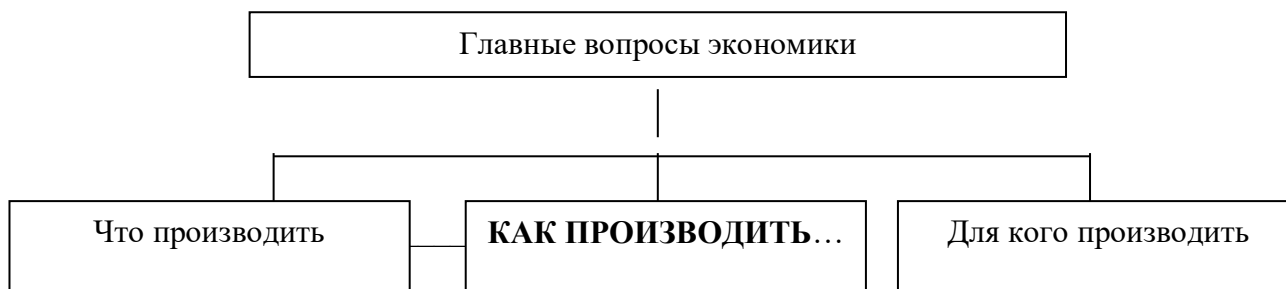 Главные вопросы экономики
Что производить
КАК ПРОИЗВОДИТЬ…
Для кого производить